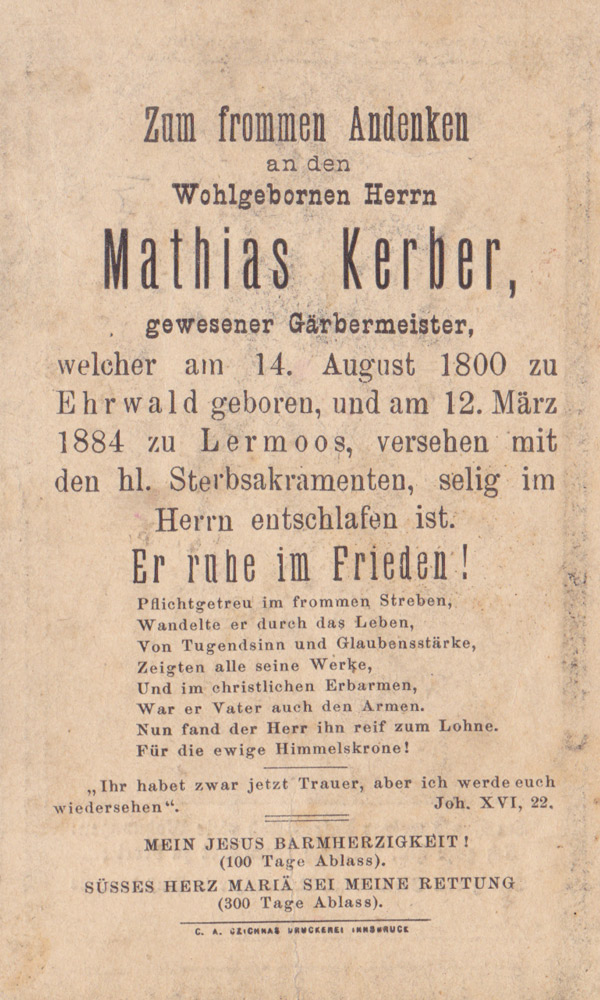 Zum frommen Andenken
an den
Wohlgebornen Herrn
Mathias Kerber,
gewesener Gärbermeister,
welcher am 14. August 1800 zu
Ehrwald geboren, und am 12. März
1884 zu Lermoos, versehen mit
den hl. Sterbsakramenten, selig im
Herrn entschlafen ist.
Er ruhe im Frieden!
Pflichtgetreu im frommen Streben,
Wandelte er durch das Leben,
Von Tugendsinn und Glaubensstärke,
Zeigten alle seine Werke,
Und im christlichen Erbarmen,
War er Vater auch den Armen.
Nun fand der Herr ihn reif zum Lohne.
Für die ewige Himmelskrone!
„Ihr habet zwar jetzt Trauer, aber ich werde euch
wiedersehen“. Joh. XVI, 22.
MEIN JESUS BARMHERZIGKEIT!
(100 Tage Ablass).
SÜSSES HERZ MARIÄ SEI MEINE RETTUNG
(300 Tage Ablass).
C. A. CZICHNAS DRUCKEREI INNSBRUCK